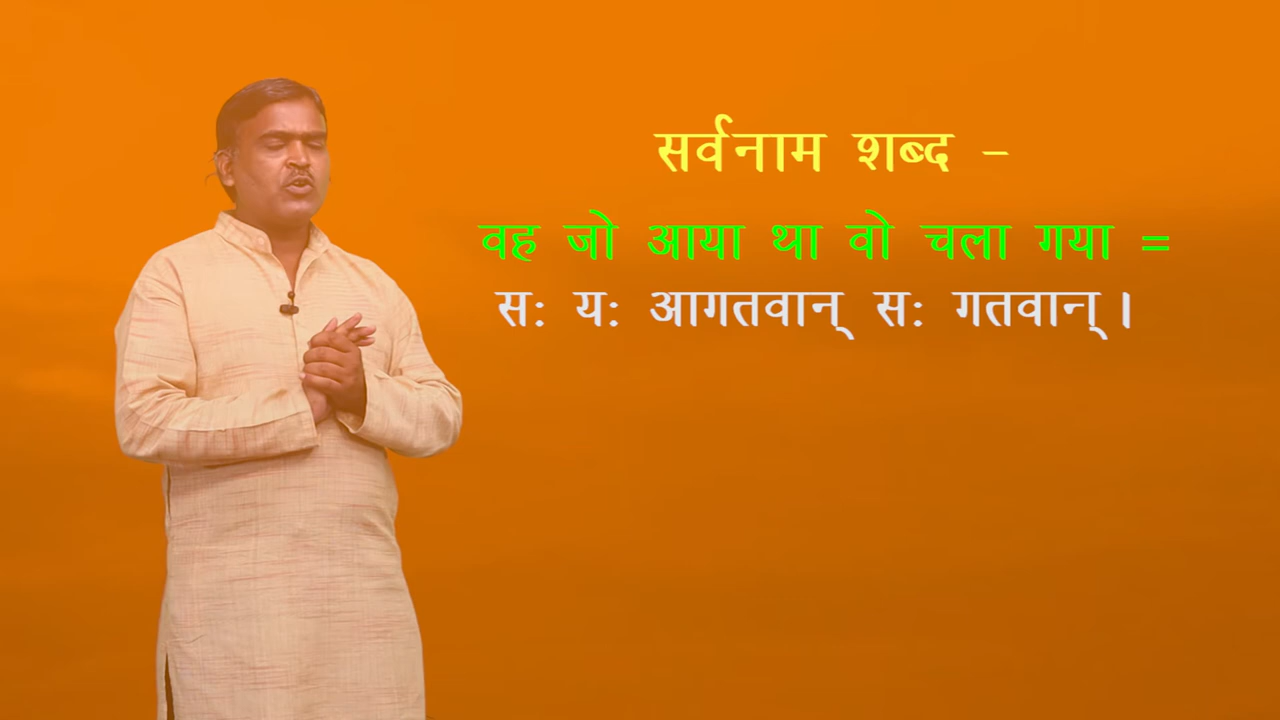 सर्वनाम शब्द -
वह जो आया था वो चला गया =
सः यः आगतवान् सः गतवान् ।